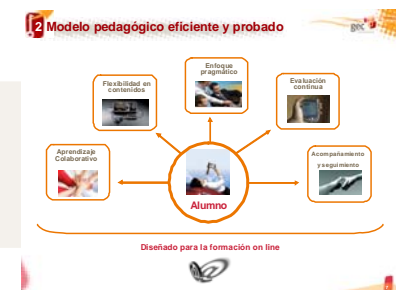 2 Modelo pedagógico eficiente y probado
gec
Enfoque
pragmático
Flexibilidad en
contenidos
Evaluación
continua
Aprendizaje
Colaborativo
Acompañamiento
y seguimiento
Alumno
Diseñado para la formación on line